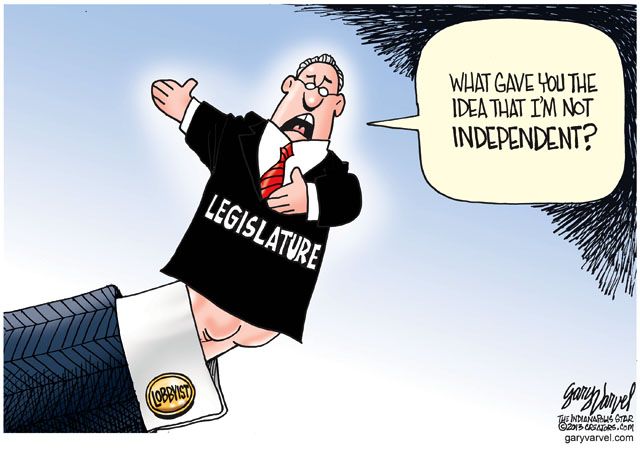 WHAT GAVE YOU THE
IDEA THAT I'M NOT
INDEPENDENT?
LEGISLATURE
LOBBYIST
Gary Varvel
THE INDIANAPOLIS STAR
©2013 CREATORS.COM
garyvarvel.com